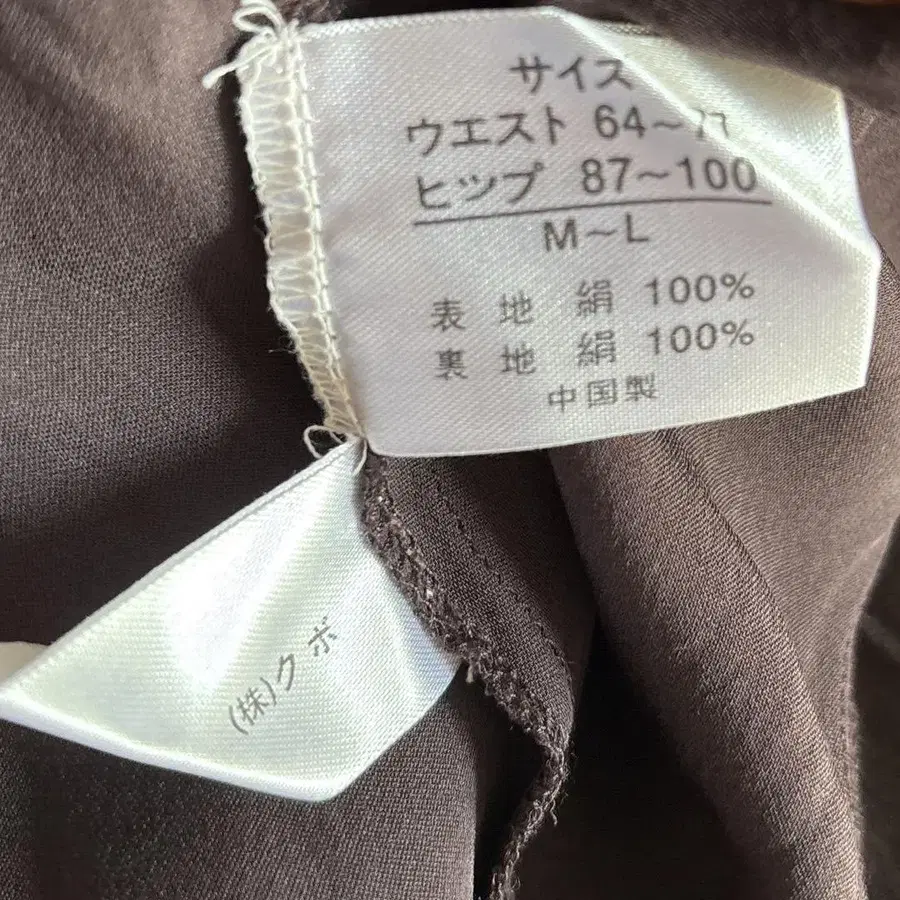 サイズ
ウエスト 64～77
ヒップ 87～100
M～L
表地 絹 100%
裏地 絹 100%
中国製
(株)クボ